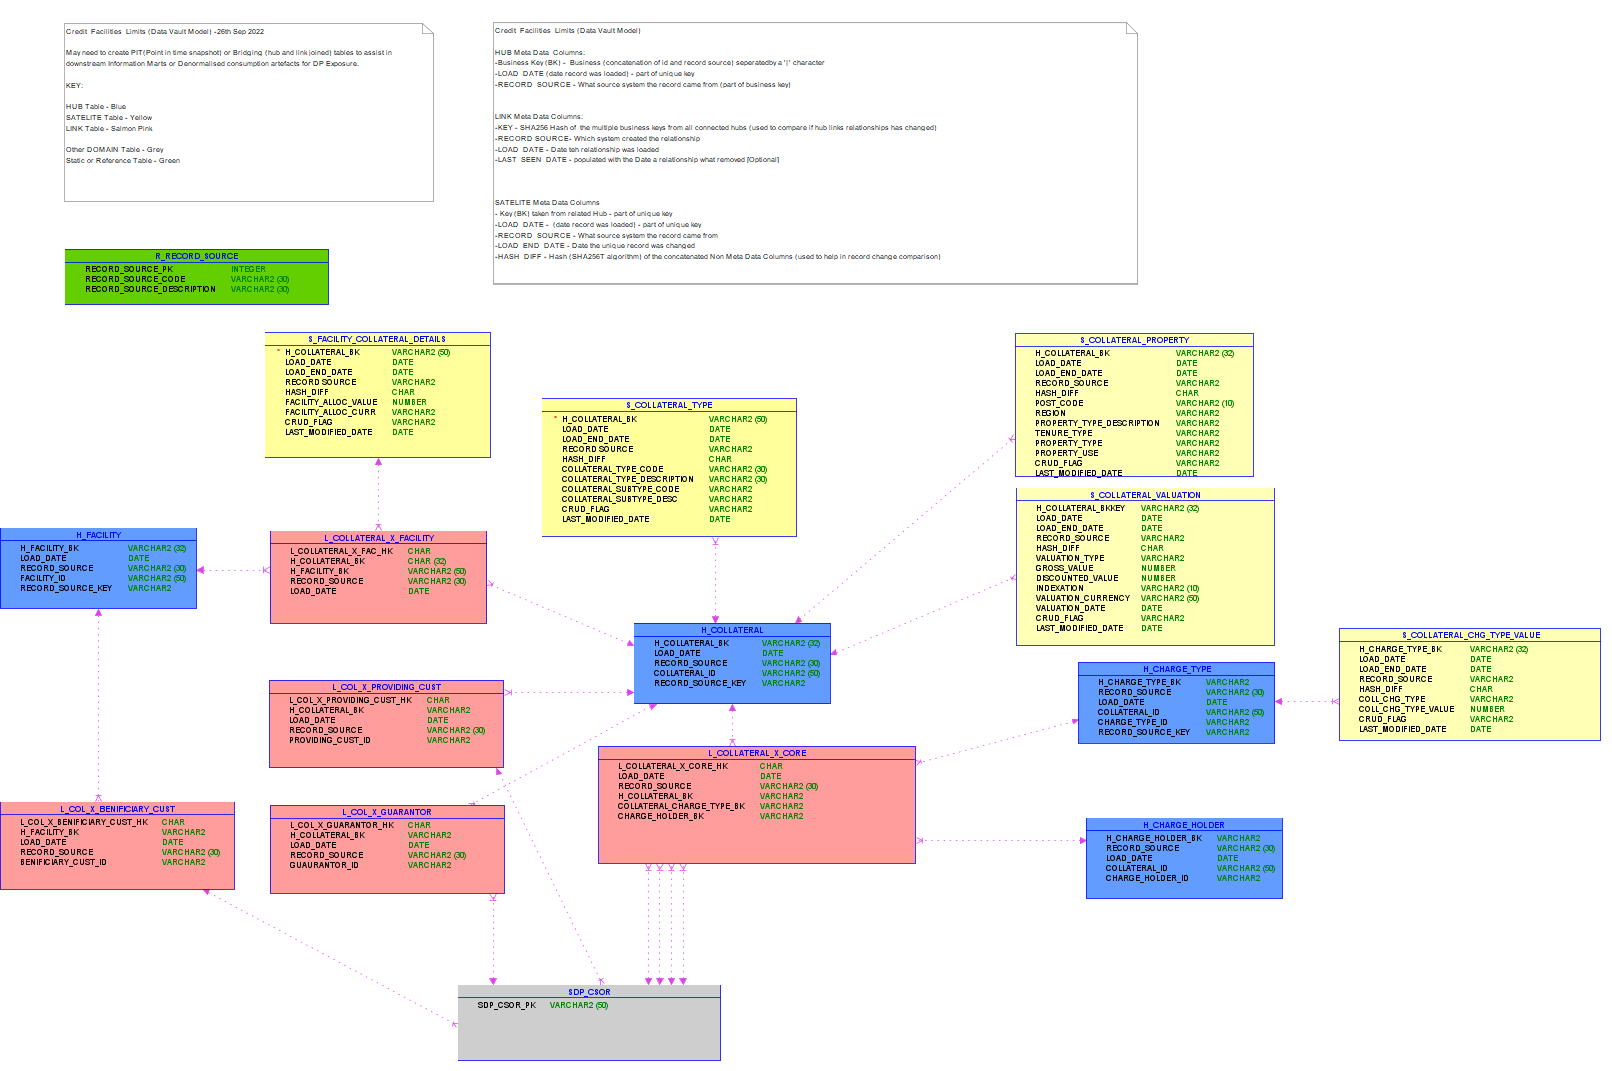 Credit Facilities Limits (Data Vault Model) -26th Sep 2022
May need to create PIT(Point in time snapshot) or Bridging (hub and link joined) tables to assist in
downstream Information Marts or Denormalised consumption artefacts for DP Exposure.
KEY:
HUB Table - Blue
SATELITE Table - Yellow
LINK Table - Salmon Pink
Other DOMAIN Table - Grey
Static or Reference Table - Green
Credit Facilities Limits (Data Vault Model)
HUB Meta Data Columns:
-Business Key (BK) - Business (concatenation of id and record source) seperatedby a '|' character
-LOAD DATE (date record was loaded) - part of unique key
-RECORD SOURCE - What source system the record came from (part of business key)
LINK Meta Data Columns:
-KEY - SHA256 Hash of the multiple business keys from all connected hubs (used to compare if hub links relationships has changed)
-RECORD SOURCE- Which system created the relationship
-LOAD DATE - Date teh relationship was loaded
-LAST SEEN DATE - populated with the Date a relationship what removed [Optional]
SATELITE Meta Data Columns
- Key (BK) taken from related Hub - part of unique key
-LOAD DATE - (date record was loaded) - part of unique key
-RECORD SOURCE - What source system the record came from
-LOAD END DATE - Date the unique record was changed
-HASH DIFF - Hash (SHA256T algorithm) of the concatenated Non Meta Data Columns (used to help in record change comparison)
R_RECORD_SOURCE
RECORD_SOURCE_PK INTEGER
RECORD_SOURCE_CODE VARCHAR2 (30)
RECORD_SOURCE_DESCRIPTION VARCHAR2 (30)
S_FACILITY_COLLATERAL_DETAILS
* H_COLLATERAL_BK VARCHAR2 (50)
LOAD_DATE DATE
LOAD_END_DATE DATE
RECORD SOURCE VARCHAR2
HASH_DIFF CHAR
FACILITY_ALLOC_VALUE NUMBER
FACILITY_ALLOC_CURR VARCHAR2
CRUD_FLAG VARCHAR2
LAST_MODIFIED_DATE DATE
S_COLLATERAL_TYPE
* H_COLLATERAL_BK VARCHAR2 (50)
LOAD_DATE DATE
LOAD_END_DATE DATE
RECORD SOURCE VARCHAR2
HASH_DIFF CHAR
COLLATERAL_TYPE_CODE VARCHAR2 (30)
COLLATERAL_TYPE_DESCRIPTION VARCHAR2 (30)
COLLATERAL_SUBTYPE_CODE VARCHAR2
COLLATERAL_SUBTYPE_DESC VARCHAR2
CRUD_FLAG VARCHAR2
LAST_MODIFIED_DATE DATE
S_COLLATERAL_PROPERTY
H_COLLATERAL_BK VARCHAR2 (32)
LOAD_DATE DATE
LOAD_END_DATE DATE
RECORD_SOURCE VARCHAR2
HASH_DIFF CHAR
POST_CODE VARCHAR2 (10)
REGION VARCHAR2
PROPERTY_TYPE_DESCRIPTION VARCHAR2
TENURE_TYPE VARCHAR2
PROPERTY_TYPE VARCHAR2
PROPERTY_USE VARCHAR2
CRUD_FLAG VARCHAR2
LAST_MODIFIED_DATE DATE
S_COLLATERAL_VALUATION
H_COLLATERAL_BKKEY VARCHAR2 (32)
LOAD_DATE DATE
LOAD_END_DATE DATE
RECORD_SOURCE VARCHAR2
HASH_DIFF CHAR
VALUATION_TYPE VARCHAR2
GROSS_VALUE NUMBER
DISCOUNTED_VALUE NUMBER
INDEXATION VARCHAR2 (10)
VALUATION_CURRENCY VARCHAR2 (50)
VALUATION_DATE DATE
CRUD_FLAG VARCHAR2
LAST_MODIFIED_DATE DATE
H_FACILITY
H_FACILITY_BK VARCHAR2 (32)
LOAD_DATE DATE
RECORD_SOURCE VARCHAR2 (30)
FACILITY_ID VARCHAR2 (50)
RECORD_SOURCE_KEY VARCHAR2
L_COLLATERAL_X_FACILITY
L_COLLATERAL_X_FAC_HK CHAR
H_COLLATERAL_BK CHAR (32)
H_FACILITY_BK VARCHAR2 (50)
RECORD_SOURCE VARCHAR2 (30)
LOAD_DATE DATE
H_COLLATERAL
H_COLLATERAL_BK VARCHAR2 (32)
LOAD_DATE DATE
RECORD_SOURCE VARCHAR2 (30)
COLLATERAL_ID VARCHAR2 (50)
RECORD_SOURCE_KEY VARCHAR2
S_COLLATERAL_CHG_TYPE_VALUE
H_CHARGE_TYPE_BK VARCHAR2 (32)
LOAD_DATE DATE
LOAD_END_DATE DATE
RECORD_SOURCE VARCHAR2
HASH_DIFF CHAR
COLL_CHG_TYPE VARCHAR2
COLL_CHG_TYPE_VALUE NUMBER
CRUD_FLAG VARCHAR2
LAST_MODIFIED_DATE DATE
H_CHARGE_TYPE
H_CHARGE_TYPE_BK VARCHAR2
RECORD_SOURCE VARCHAR2 (30)
LOAD_DATE DATE
COLLATERAL_ID VARCHAR2 (50)
CHARGE_TYPE_ID VARCHAR2
RECORD_SOURCE_KEY VARCHAR2
L_COL_X_PROVIDING_CUST
L_COL_X_PROVIDING_CUST_HK CHAR
H_COLLATERAL_BK VARCHAR2
LOAD_DATE DATE
RECORD_SOURCE VARCHAR2 (30)
PROVIDING_CUST_ID VARCHAR2
L_COLLATERAL_X_CORE
L_COLLATERAL_X_CORE_HK CHAR
LOAD_DATE DATE
RECORD_SOURCE VARCHAR2 (30)
H_COLLATERAL_BK VARCHAR2
COLLATERAL_CHARGE_TYPE_BK VARCHAR2
CHARGE_HOLDER_BK VARCHAR2
L_COL_X_BENIFICIARY_CUST
L_COL_X_BENIFICIARY_CUST_HK CHAR
H_FACILITY_BK VARCHAR2
LOAD_DATE DATE
RECORD_SOURCE VARCHAR2 (30)
BENIFICIARY_CUST_ID VARCHAR2
L_COL_X_GUARANTOR
L_COL_X_GUARANTOR_HK CHAR
H_COLLATERAL_BK VARCHAR2
LOAD_DATE DATE
RECORD_SOURCE VARCHAR2 (30)
GUAURANTOR_ID VARCHAR2
H_CHARGE_HOLDER
H_CHARGE_HOLDER_BK VARCHAR2
RECORD_SOURCE VARCHAR2 (30)
LOAD_DATE DATE
COLLATERAL_ID VARCHAR2 (50)
CHARGE_HOLDER_ID VARCHAR2
SDP_CSOR
SDP_CSOR_PK VARCHAR2 (50)